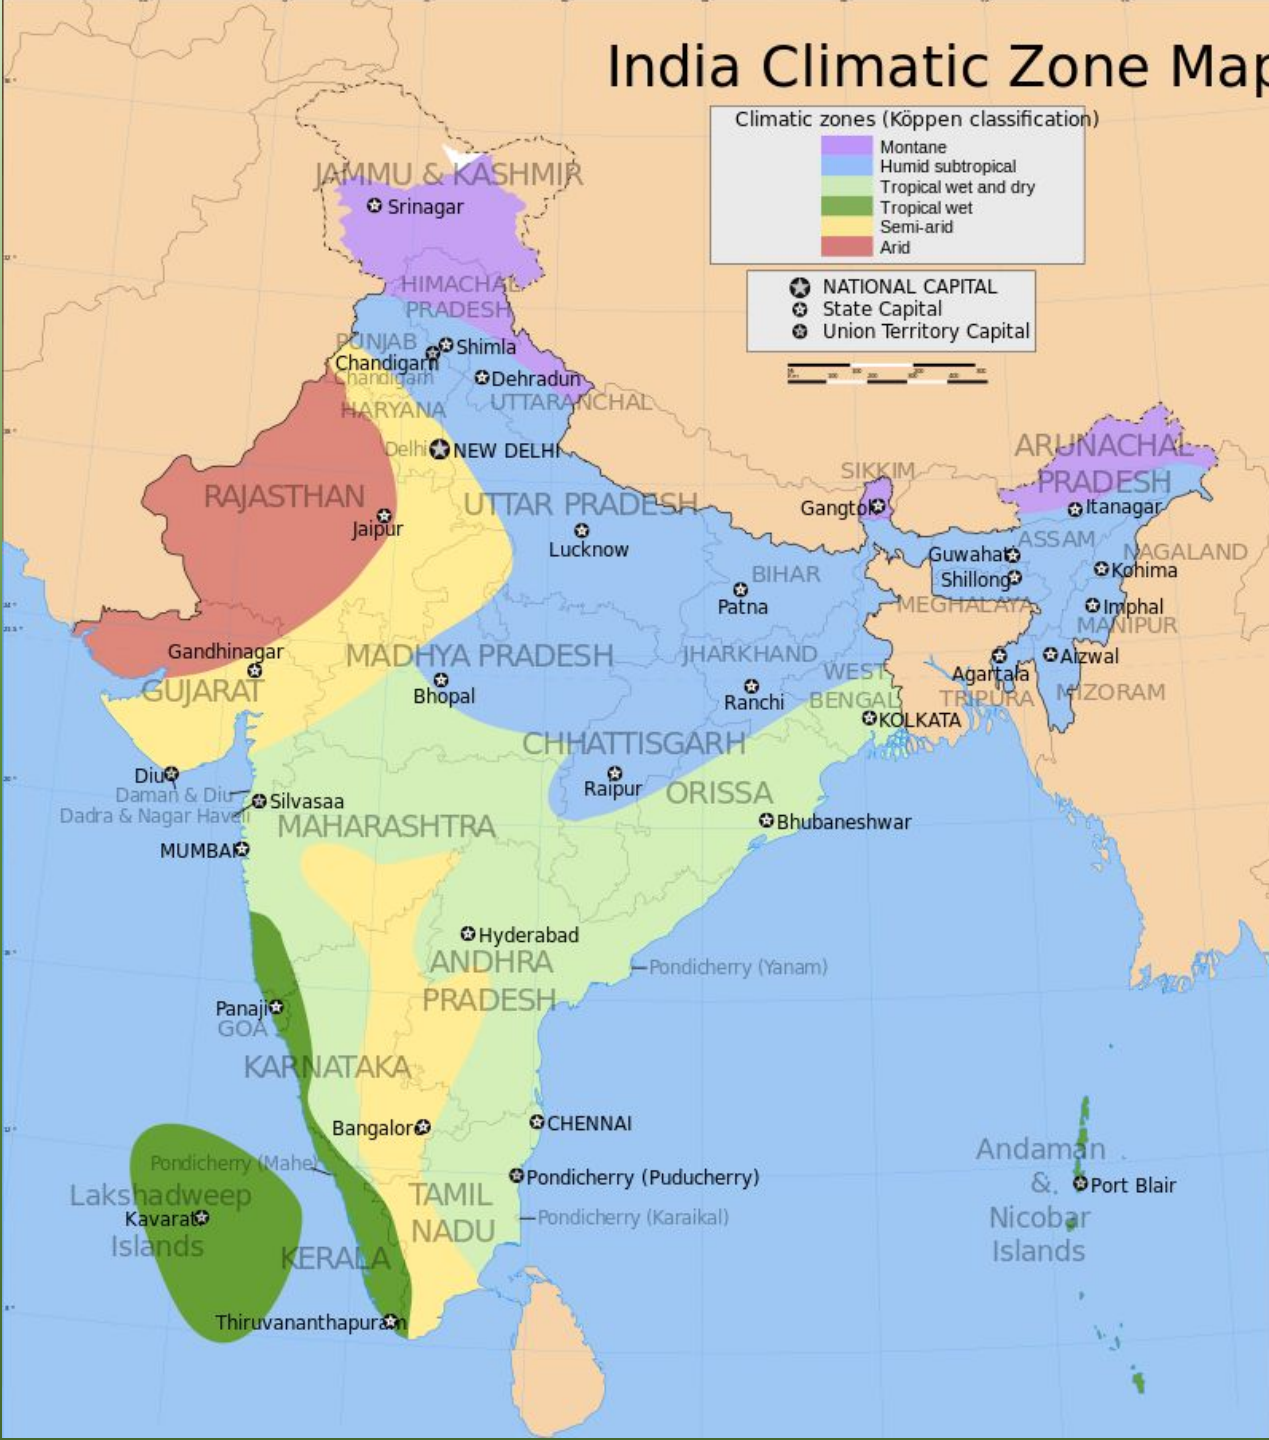 India Climatic Zone Map
Climatic zones (Köppen classification)
Montane
Humid subtropical
Tropical wet and dry
Tropical wet
Semi-arid
Arid
NATIONAL CAPITAL
State Capital
Union Territory Capital
JAMMU & KASHMIR
Srinagar
HIMACHAL
PRADESH
PUNJAB
Shimla
Chandigarh
Chandigarh
Dehradun
UTTARANCHAL
HARYANA
Delhi
NEW DELHI
RAJASTHAN
Jaipur
UTTAR PRADESH
Lucknow
SIKKIM
Gangtok
ARUNACHAL
PRADESH
Itanagar
ASSAM
Guwahati
NAGALAND
Kohima
Shillong
MEGHALAYA
Imphal
MANIPUR
BIHAR
Patna
Gandhinagar
GUJARAT
MADHYA PRADESH
Bhopal
JHARKHAND
Ranchi
WEST
BENGAL
KOLKATA
Agartala
TRIPURA
Aizwal
MIZORAM
CHHATTISGARH
Raipur
ORISSA
Bhubaneshwar
Diu
Daman & Diu
Dadra & Nagar Haveli
Silvasaa
MAHARASHTRA
MUMBAI
Hyderabad
ANDHRA
PRADESH
Pondicherry (Yanam)
Panaji
GOA
KARNATAKA
Bangalore
CHENNAI
Pondicherry (Mahe)
Pondicherry (Puducherry)
Lakshadweep
Kavarati
Islands
TAMIL
NADU
Pondicherry (Karaikal)
KERALA
Thiruvananthapuram
Andaman
&
Port Blair
Nicobar
Islands